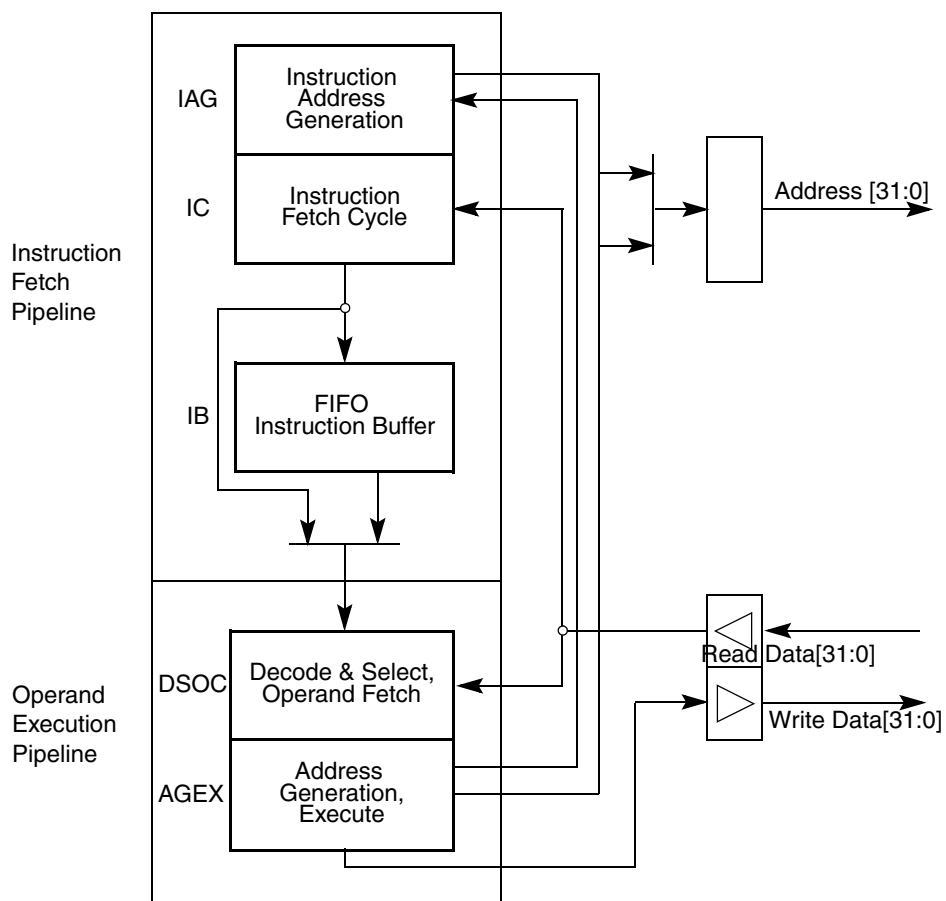 IAG
Instruction
Address
Generation
IC
Instruction
Fetch Cycle
Address [31:0]
Instruction
Fetch
Pipeline
IB
FIFO
Instruction Buffer
Read Data[31:0]
DSOC
Decode & Select,
Operand Fetch
Operand
Execution
Pipeline
Write Data[31:0]
AGEX
Address
Generation,
Execute